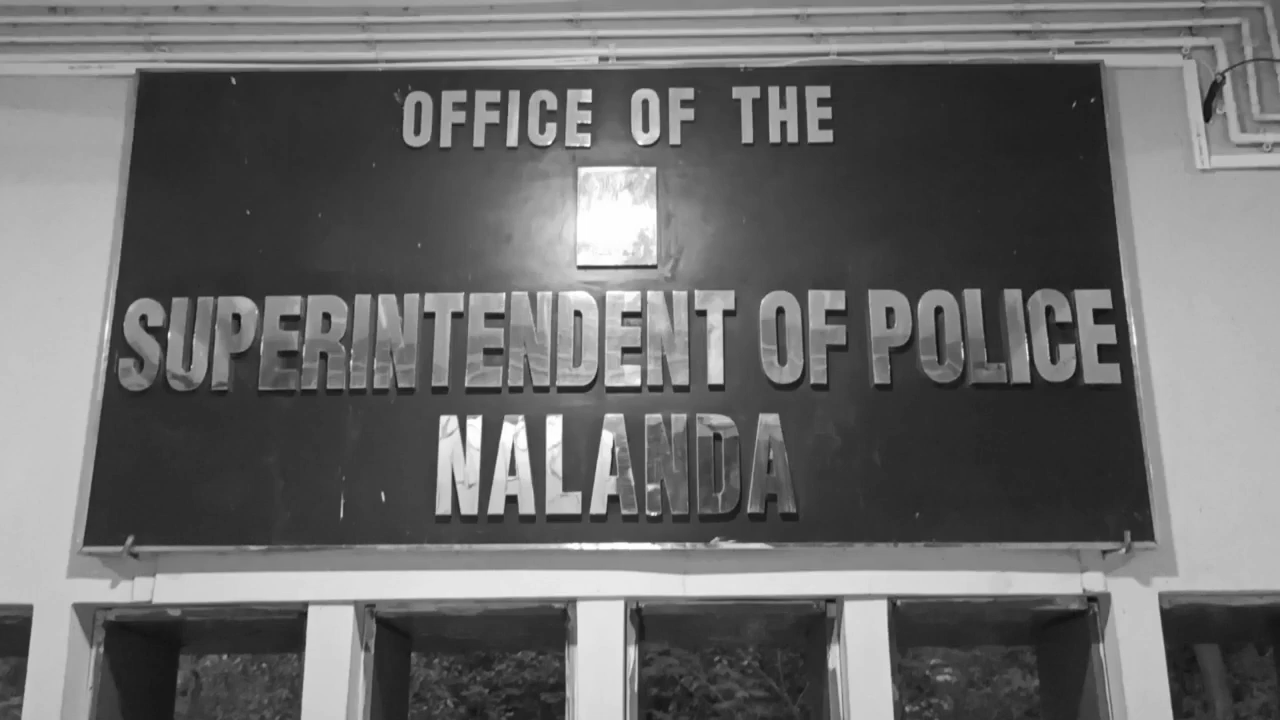 OFFICE OF THE
SUPERINTENDENT OF POLICE
NALANDA